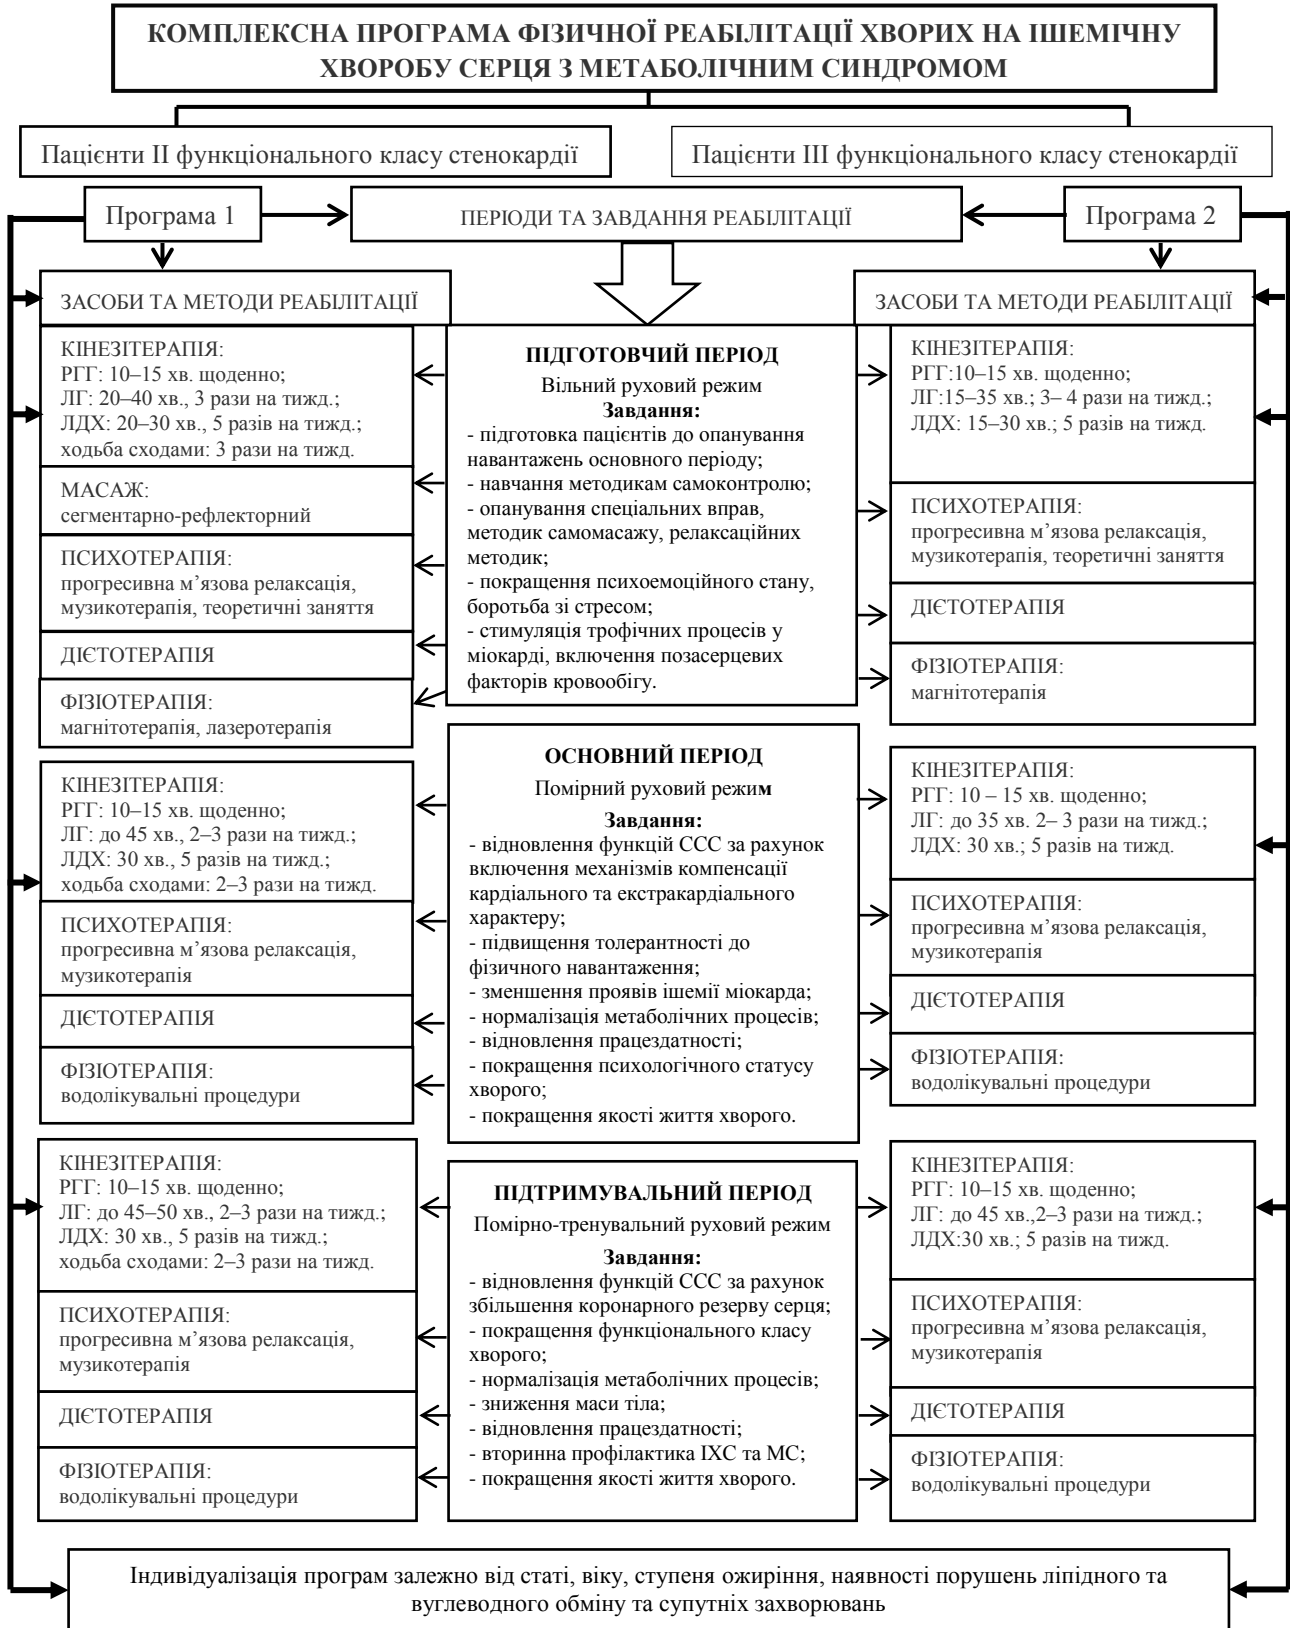 КОМПЛЕКСНА ПРОГРАМА ФІЗИЧНОЇ РЕАБІЛІТАЦІЇ ХВОРИХ НА ІШЕМІЧНУ
ХВОРОБУ СЕРЦЯ З МЕТАБОЛІЧНИМ СИНДРОМОМ
Пацієнти ІІ функціонального класу стенокардії
Пацієнти ІІІ функціонального класу стенокардії
Програма 1
ПЕРІОДИ ТА ЗАВДАННЯ РЕАБІЛІТАЦІЇ
Програма 2
ЗАСОБИ ТА МЕТОДИ РЕАБІЛІТАЦІЇ
КІНЕЗІТЕРАПІЯ:
РГГ: 10–15 хв. щоденно;
ЛГ: 20–40 хв., 3 рази на тижд.;
ЛДХ: 20–30 хв., 5 разів на тижд.;
ходьба сходами: 3 рази на тижд.
МАСАЖ:
сегментарно-рефлекторний
ПСИХОТЕРАПІЯ:
прогресивна м’язова релаксація,
музикотерапія, теоретичні заняття
ДІЄТОТЕРАПІЯ
ФІЗІОТЕРАПІЯ:
магнітотерапія, лазеротерапія
ПІДГОТОВЧИЙ ПЕРІОД
Вільний руховий режим
Завдання:
- підготовка пацієнтів до опанування
навантажень основного періоду;
- навчання методикам самоконтролю;
- опанування спеціальних вправ,
методик самомасажу, релаксаційних
методик;
- покращення психоемоційного стану,
боротьба зі стресом;
- стимуляція трофічних процесів у
міокарді, включення позасерцевих
факторів кровообігу.
ЗАСОБИ ТА МЕТОДИ РЕАБІЛІТАЦІЇ
КІНЕЗІТЕРАПІЯ:
РГГ:10–15 хв. щоденно;
ЛГ:15–35 хв.; 3– 4 рази на тижд.;
ЛДХ: 15–30 хв.; 5 разів на тижд.
ПСИХОТЕРАПІЯ:
прогресивна м’язова релаксація,
музикотерапія, теоретичні заняття
ДІЄТОТЕРАПІЯ
ФІЗІОТЕРАПІЯ:
магнітотерапія
КІНЕЗІТЕРАПІЯ:
РГГ: 10–15 хв. щоденно;
ЛГ: до 45 хв., 2–3 рази на тижд.;
ЛДХ: 30 хв., 5 разів на тижд.;
ходьба сходами: 2–3 рази на тижд.
ПСИХОТЕРАПІЯ:
прогресивна м’язова релаксація,
музикотерапія
ДІЄТОТЕРАПІЯ
ФІЗІОТЕРАПІЯ:
водолікувальні процедури
ОСНОВНИЙ ПЕРІОД
Помірний руховий режим
Завдання:
- відновлення функцій ССС за рахунок
включення механізмів компенсації
кардіального та екстракардіального
характеру;
- підвищення толерантності до
фізичного навантаження;
- зменшення проявів ішемії міокарда;
- нормалізація метаболічних процесів;
- відновлення працездатності;
- покращення психологічного статусу
хворого;
- покращення якості життя хворого.
КІНЕЗІТЕРАПІЯ:
РГГ: 10 – 15 хв. щоденно;
ЛГ: до 35 хв. 2– 3 рази на тижд.;
ЛДХ: 30 хв.; 5 разів на тижд.
ПСИХОТЕРАПІЯ:
прогресивна м’язова релаксація,
музикотерапія
ДІЄТОТЕРАПІЯ
ФІЗІОТЕРАПІЯ:
водолікувальні процедури
КІНЕЗІТЕРАПІЯ:
РГГ: 10–15 хв. щоденно;
ЛГ: до 45–50 хв., 2–3 рази на тижд.;
ЛДХ: 30 хв., 5 разів на тижд.;
ходьба сходами: 2–3 рази на тижд.
ПСИХОТЕРАПІЯ:
прогресивна м’язова релаксація,
музикотерапія
ДІЄТОТЕРАПІЯ
ФІЗІОТЕРАПІЯ:
водолікувальні процедури
ПІДТРИМУВАЛЬНИЙ ПЕРІОД
Помірно-тренувальний руховий режим
Завдання:
- відновлення функцій ССС за рахунок
збільшення коронарного резерву серця;
- покращення функціонального класу
хворого;
- нормалізація метаболічних процесів;
- зниження маси тіла;
- відновлення працездатності;
- вторинна профілактика ІХС та МС;
- покращення якості життя хворого.
КІНЕЗІТЕРАПІЯ:
РГГ: 10–15 хв. щоденно;
ЛГ: до 45 хв.,2–3 рази на тижд.;
ЛДХ:30 хв.; 5 разів на тижд.
ПСИХОТЕРАПІЯ:
прогресивна м’язова релаксація,
музикотерапія
ДІЄТОТЕРАПІЯ
ФІЗІОТЕРАПІЯ:
водолікувальні процедури
Індивідуалізація програм залежно від статі, віку, ступеня ожиріння, наявності порушень ліпідного та
вуглеводного обміну та супутніх захворювань